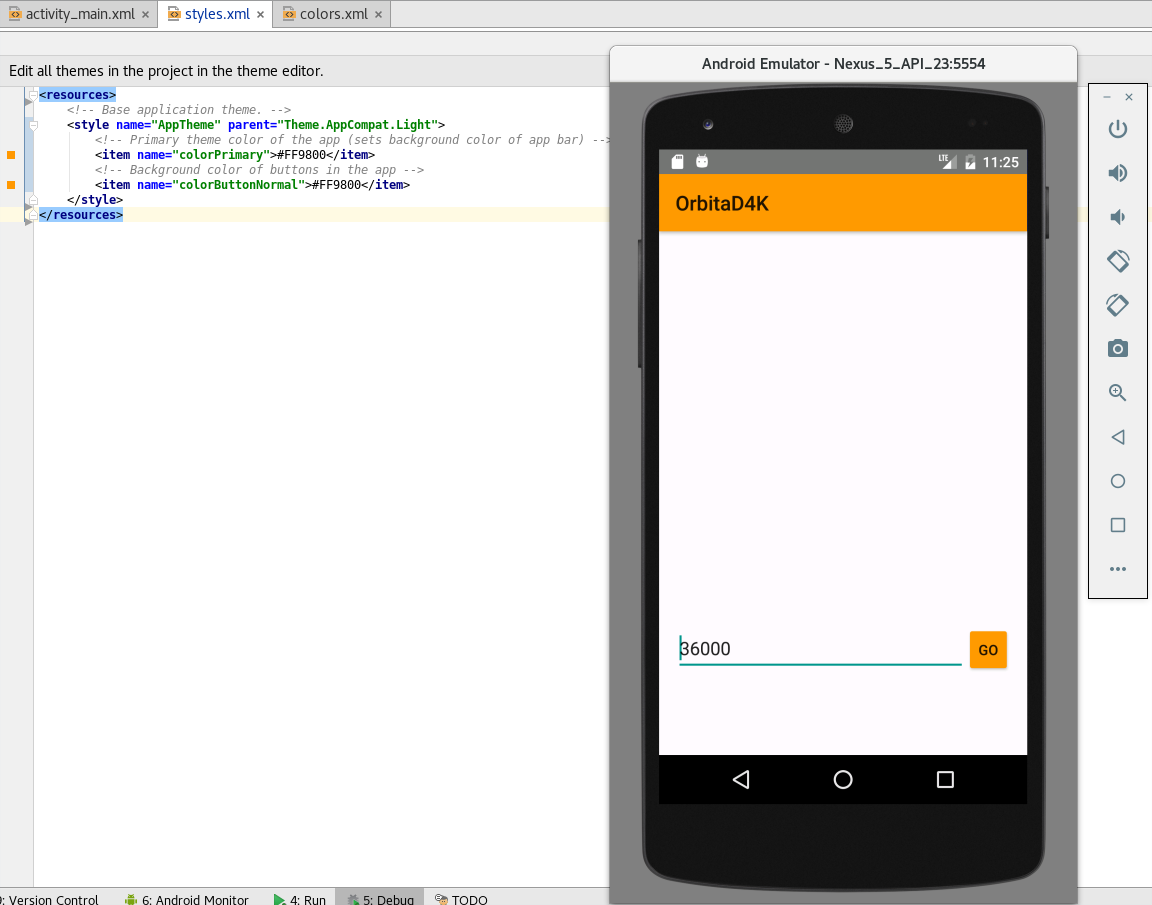 activity_main.xml
styles.xml
colors.xml
Edit all themes in the project in the theme editor.
<resources>
<!-- Base application theme. -->
<style name="AppTheme" parent="Theme.AppCompat.Light">
<!-- Primary theme color of the app (sets background color of app bar) -->
<item name="colorPrimary">#FF9800</item>
<!-- Background color of buttons in the app -->
<item name="colorButtonNormal">#FF9800</item>
</style>
</resources>
Android Emulator - Nexus_5_API_23:5554
LTE 11:25
OrbitaD4K
36000
GO
9: Version Control
6: Android Monitor
4: Run
5: Debug
TODO